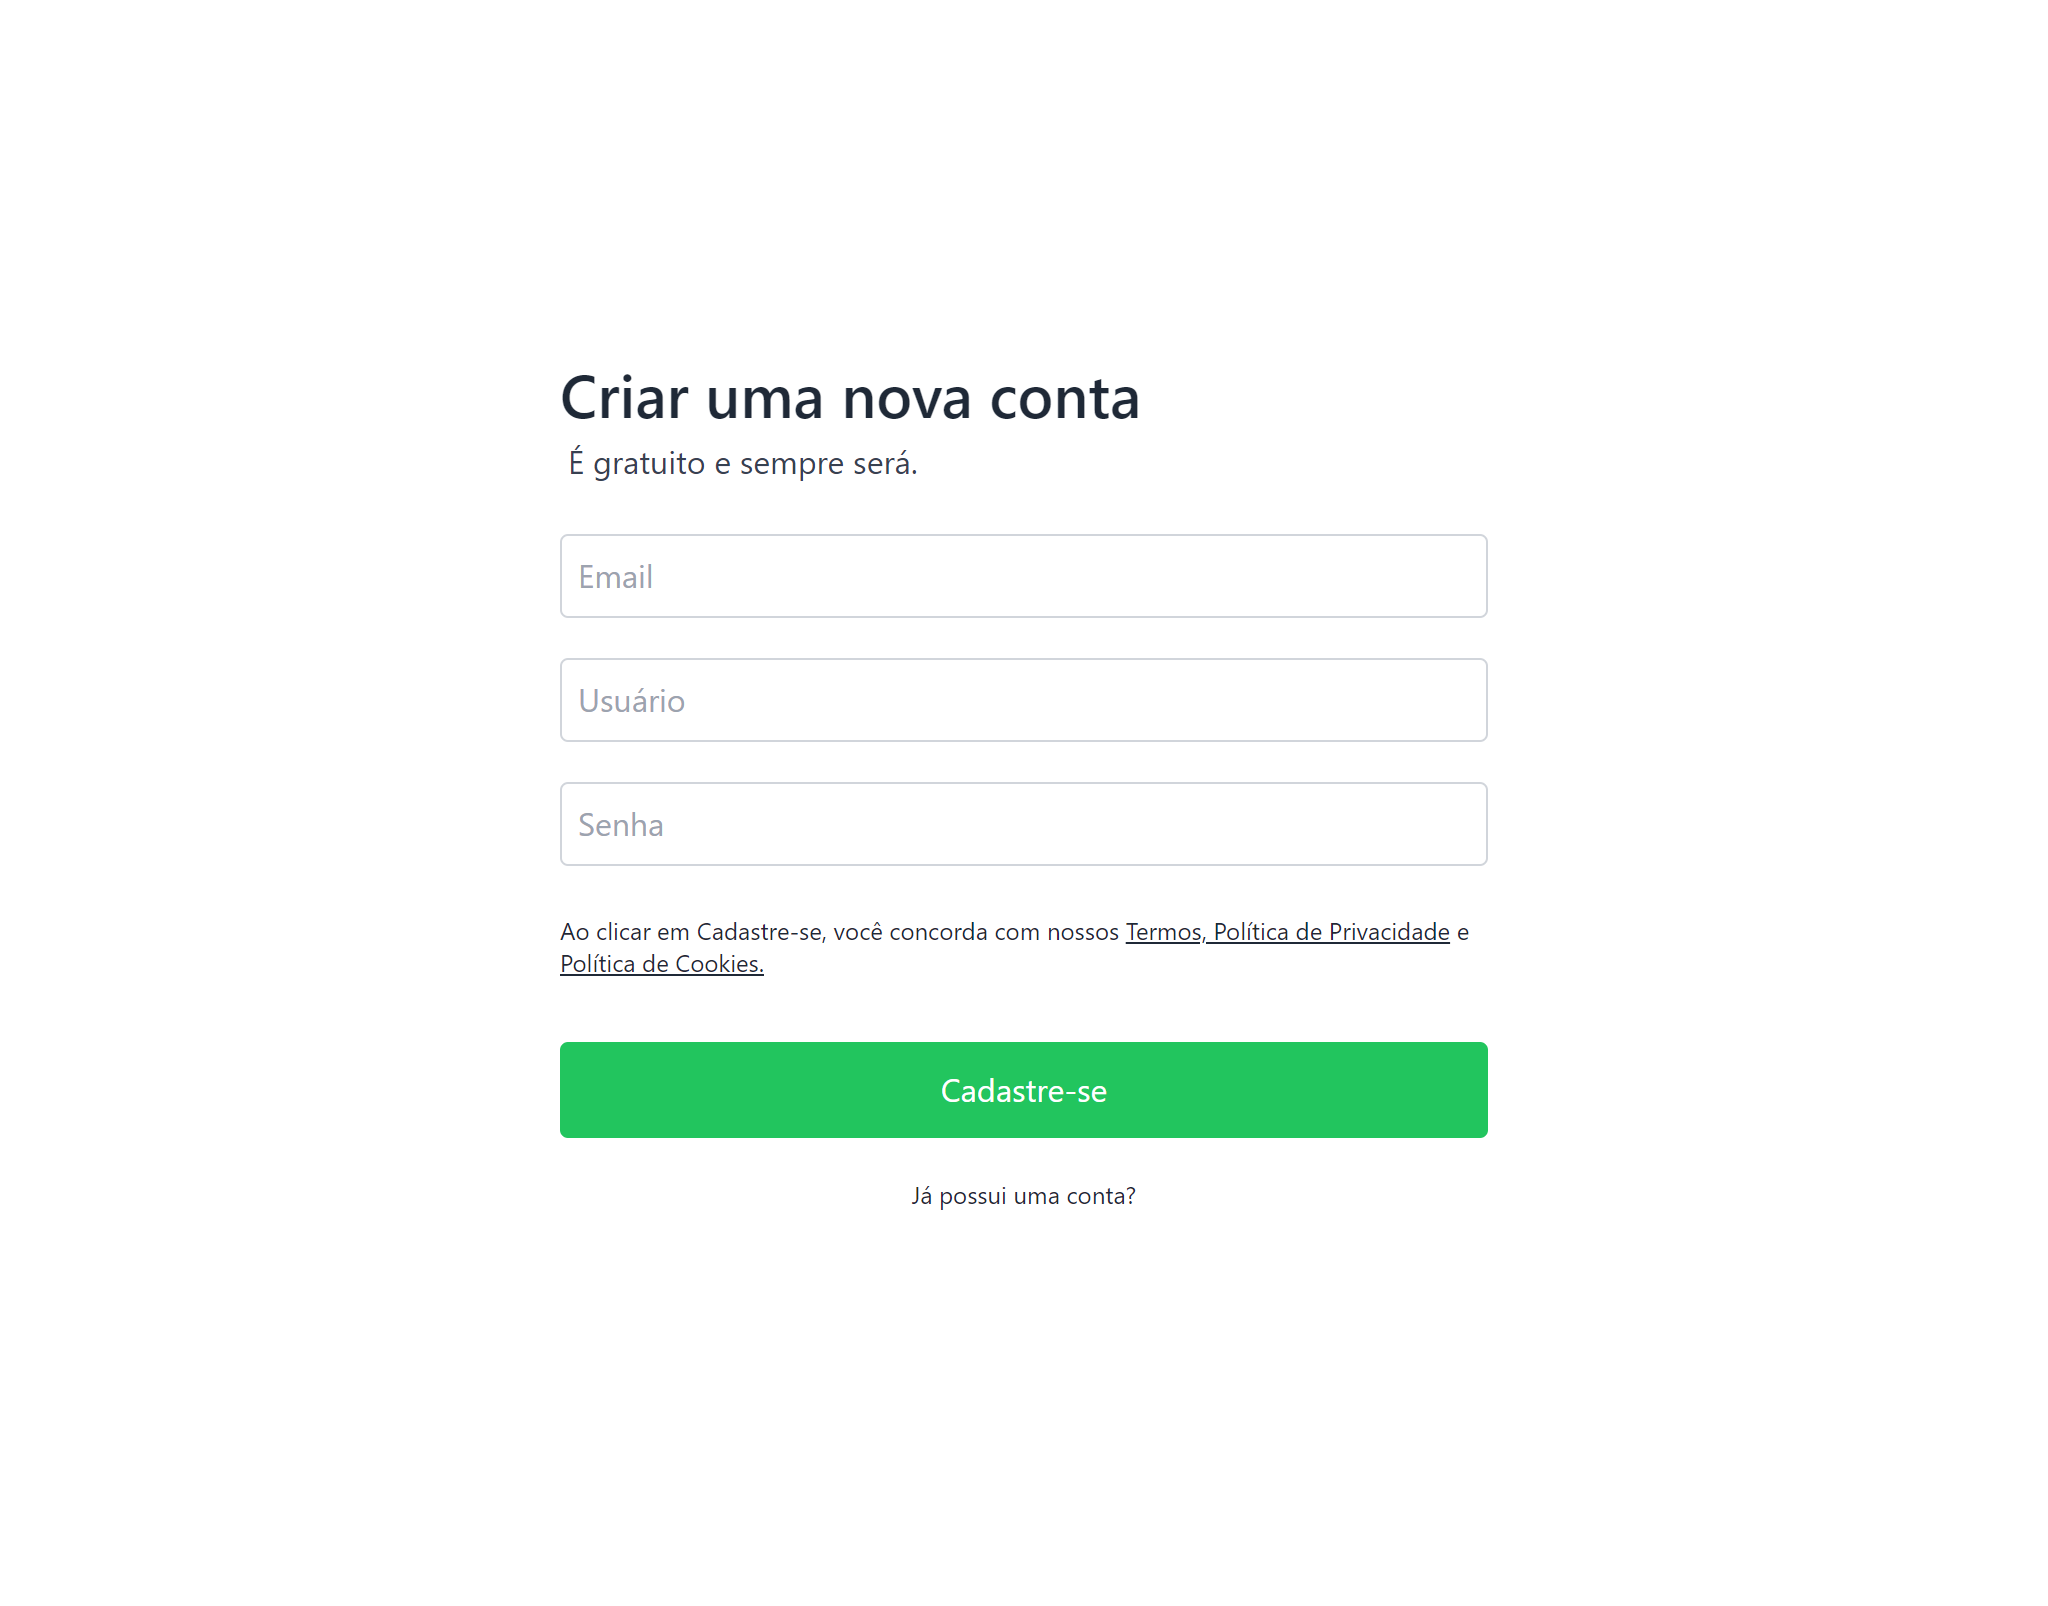 Criar uma nova conta
É gratuito e sempre será.
Email
Usuário
Senha
Ao clicar em Cadastre-se, você concorda com nossos Termos, Política de Privacidade e
Política de Cookies.
Cadastre-se
Já possui uma conta?